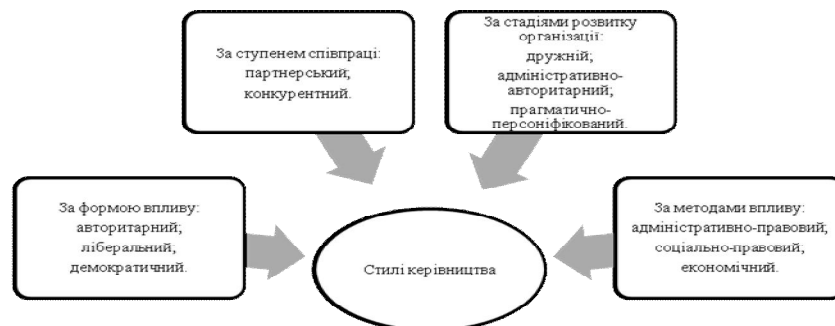 За ступенем співпраці:
партнерський;
конкурентний.
За стадіями розвитку
організації:
дружній;
адміністративно-
авторитарний;
прагматично-
персоніфікований.
За формою впливу:
авторитарний;
ліберальний;
демократичний.
Стилі керівництва
За методами впливу:
адміністративно-правовий;
соціально-правовий;
економічний.